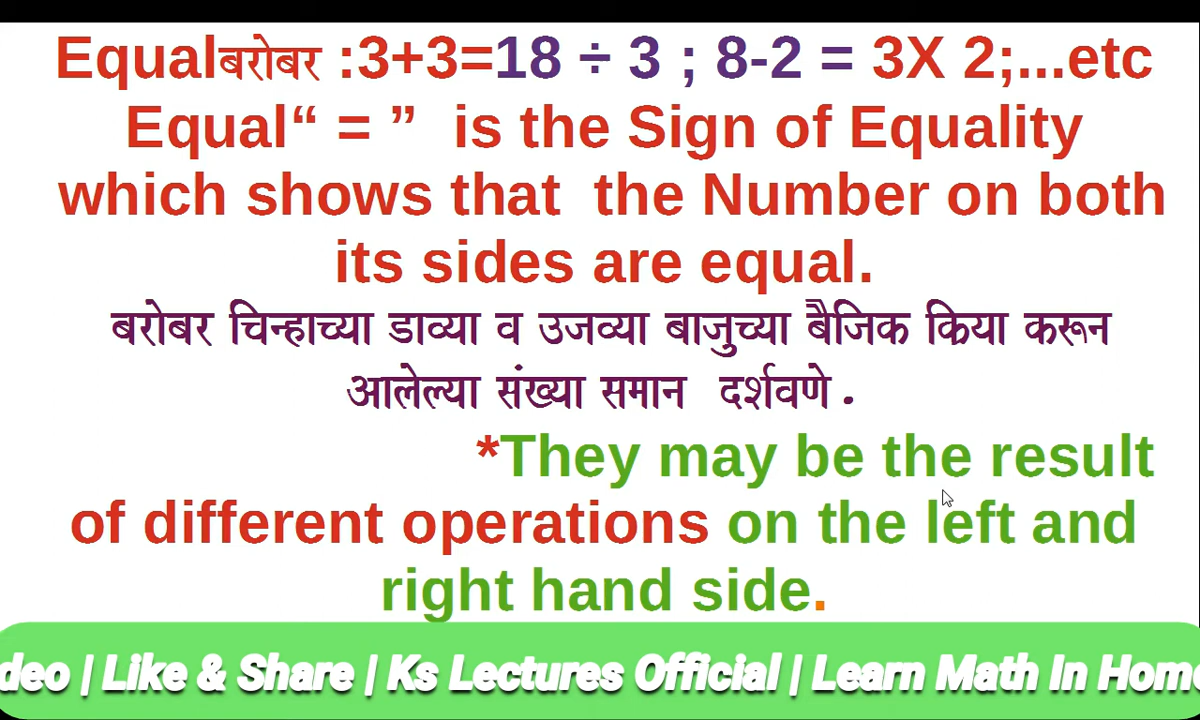 Equalबरोबर :3+3=18 ÷ 3 ; 8-2 = 3X 2;...etc
Equal“ = ” is the Sign of Equality
which shows that the Number on both
its sides are equal.
बरोबर चिन्हाच्या डाव्या व उजव्या बाजुच्या बैजिक क्रिया करून
आलेल्या संख्या समान दर्शवणे .
*They may be the result
of different operations on the left and
right hand side.
deo | Like & Share | Ks Lectures Official | Learn Math In Home